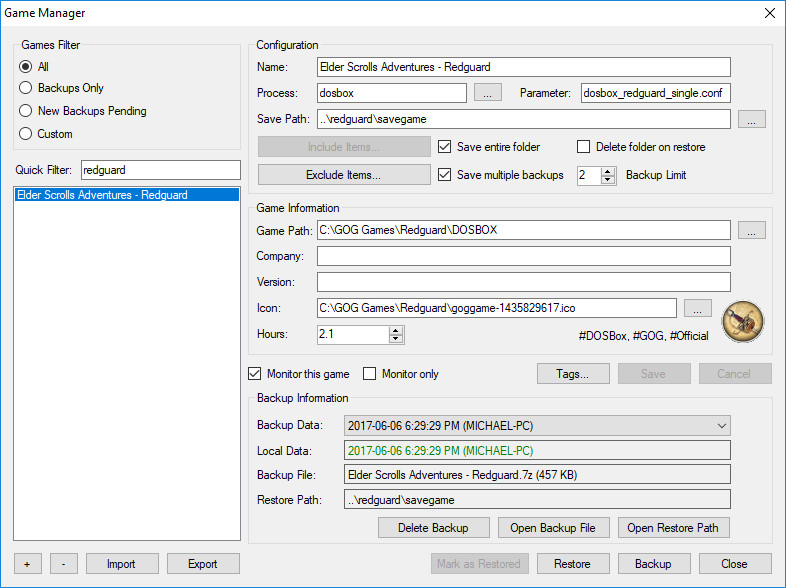 Game Manager
Games Filter
All
Backups Only
New Backups Pending
Custom
Quick Filter: redguard
Elder Scrolls Adventures - Redguard
+ - Import Export
Configuration
Name: Elder Scrolls Adventures - Redguard
Process: dosbox ... Parameter: dosbox_redguard_single.conf
Save Path: ..\redguard\savegame ...
Include Items... Save entire folder Delete folder on restore
Exclude Items... Save multiple backups 2 Backup Limit
Game Information
Game Path: C:\GOG Games\Redguard\DOSBOX ...
Company:
Version:
Icon: C:\GOG Games\Redguard\goggame-1435829617.ico ...
Hours: 2.1 #DOSBox, #GOG, #Official
Monitor this game Monitor only Tags... Save Cancel
Backup Information
Backup Data: 2017-06-06 6:29:29 PM (MICHAEL-PC)
Local Data: 2017-06-06 6:29:29 PM (MICHAEL-PC)
Backup File: Elder Scrolls Adventures - Redguard.7z (457 KB)
Restore Path: ..\redguard\savegame
Delete Backup Open Backup File Open Restore Path
Mark as Restored Restore Backup Close